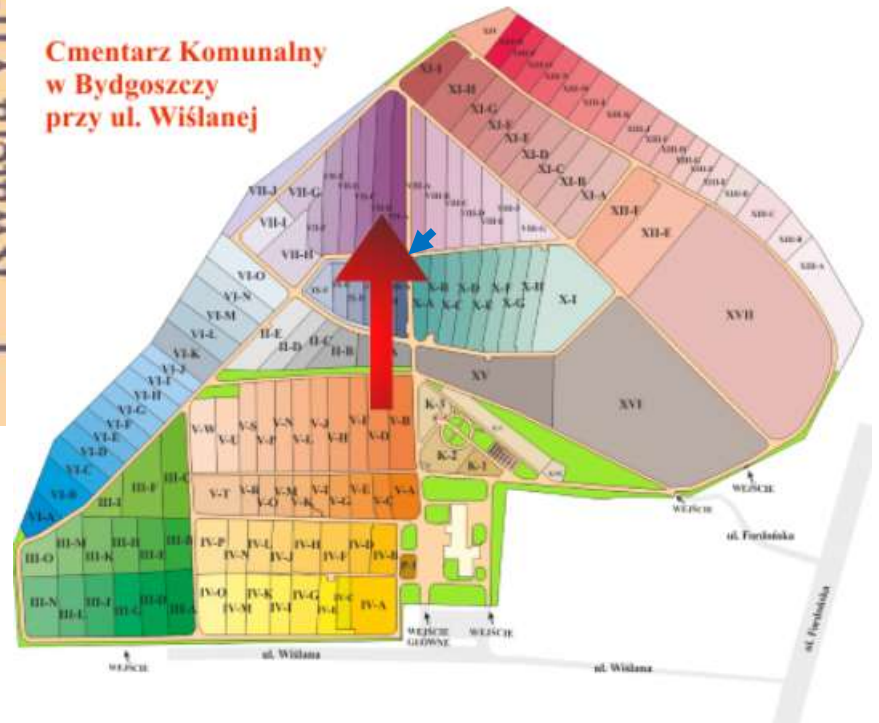 Cmentarz Komunalny
w Bydgoszczy
przy ul. Wiślanej
XI-I
XI-H
XI-G
XI-F
XI-E
XI-D
XI-C
XI-B
XI-A
XII-F
XII-E
XVII
VII-J
VII-G
VII-I
VII-H
VI-O
VI-N
VI-M
VI-L
VI-K
VI-J
VI-I
VI-H
VI-G
VI-F
VI-E
VI-D
VI-C
VI-B
VI-A
X-A
X-B
X-C
X-D
X-E
X-F
X-G
X-H
X-I
II-E
II-D
II-C
II-B
XV
XVI
V-W
V-U
V-S
V-P
V-N
V-L
V-J
V-H
V-F
V-D
V-B
K-3
K-2
K-1
V-T
V-R
V-O
V-M
V-K
V-I
V-G
V-E
V-C
V-A
III-I
III-F
III-C
III-O
III-M
III-K
III-H
III-E
III-B
III-N
III-L
III-J
III-G
III-D
III-A
IV-P
IV-N
IV-L
IV-J
IV-H
IV-F
IV-D
IV-B
IV-O
IV-M
IV-K
IV-I
IV-G
IV-E
IV-C
IV-A
WEJŚCIE
WEJŚCIE
ul. Fordońska
ul. Fordońska
WEJŚCIE
GŁÓWNE
WEJŚCIE
WEJŚCIE
ul. Wiślana
ul. Wiślana